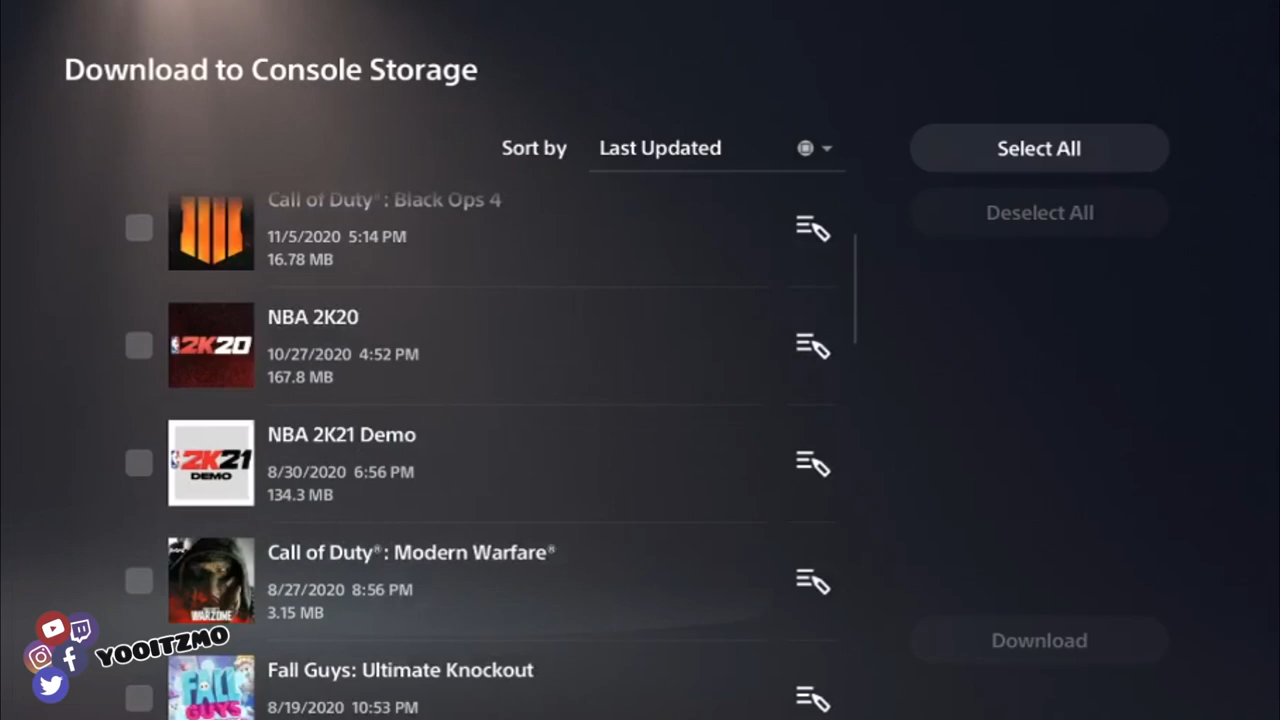 Download to Console Storage
Sort by Last Updated
Select All
Deselect All
Call of Duty®: Black Ops 4
11/5/2020 5:14 PM
16.78 MB
NBA 2K20
2K20
10/27/2020 4:52 PM
167.8 MB
NBA 2K21 Demo
2K21
DEMO
8/30/2020 6:56 PM
134.3 MB
Call of Duty®: Modern Warfare®
8/27/2020 8:56 PM
WARZONE
3.15 MB
Download
YOOITZMO
Fall Guys: Ultimate Knockout
FALL
GUYS
8/19/2020 10:53 PM